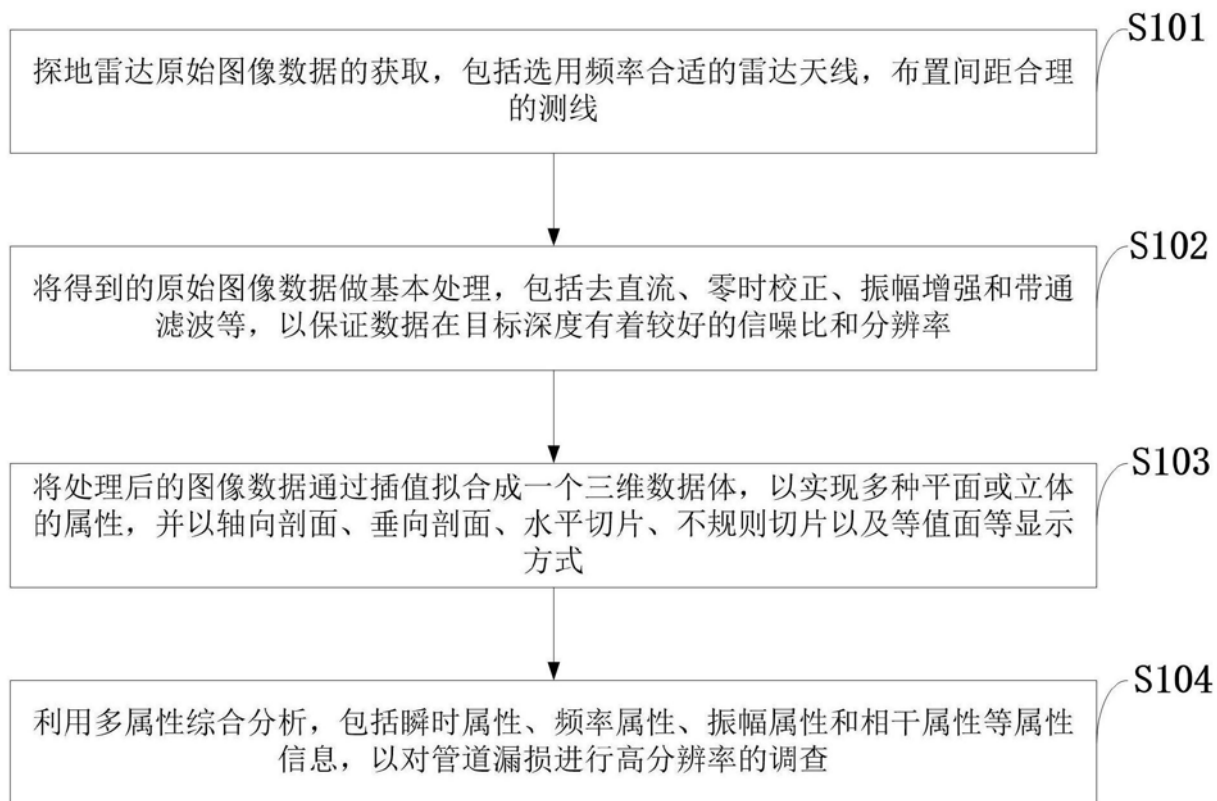 S101
探地雷达原始图像数据的获取，包括选用频率合适的雷达天线，布置间距合理
的测线
S102
将得到的原始图像数据做基本处理，包括去直流、零时校正、振幅增强和带通
滤波等，以保证数据在目标深度有着较好的信噪比和分辨率
S103
将处理后的图像数据通过插值拟合成一个三维数据体，以实现多种平面或立体
的属性，并以轴向剖面、垂向剖面、水平切片、不规则切片以及等值面等显示
方式
S104
利用多属性综合分析，包括瞬时属性、频率属性、振幅属性和相干属性等属性
信息，以对管道漏损进行高分辨率的调查